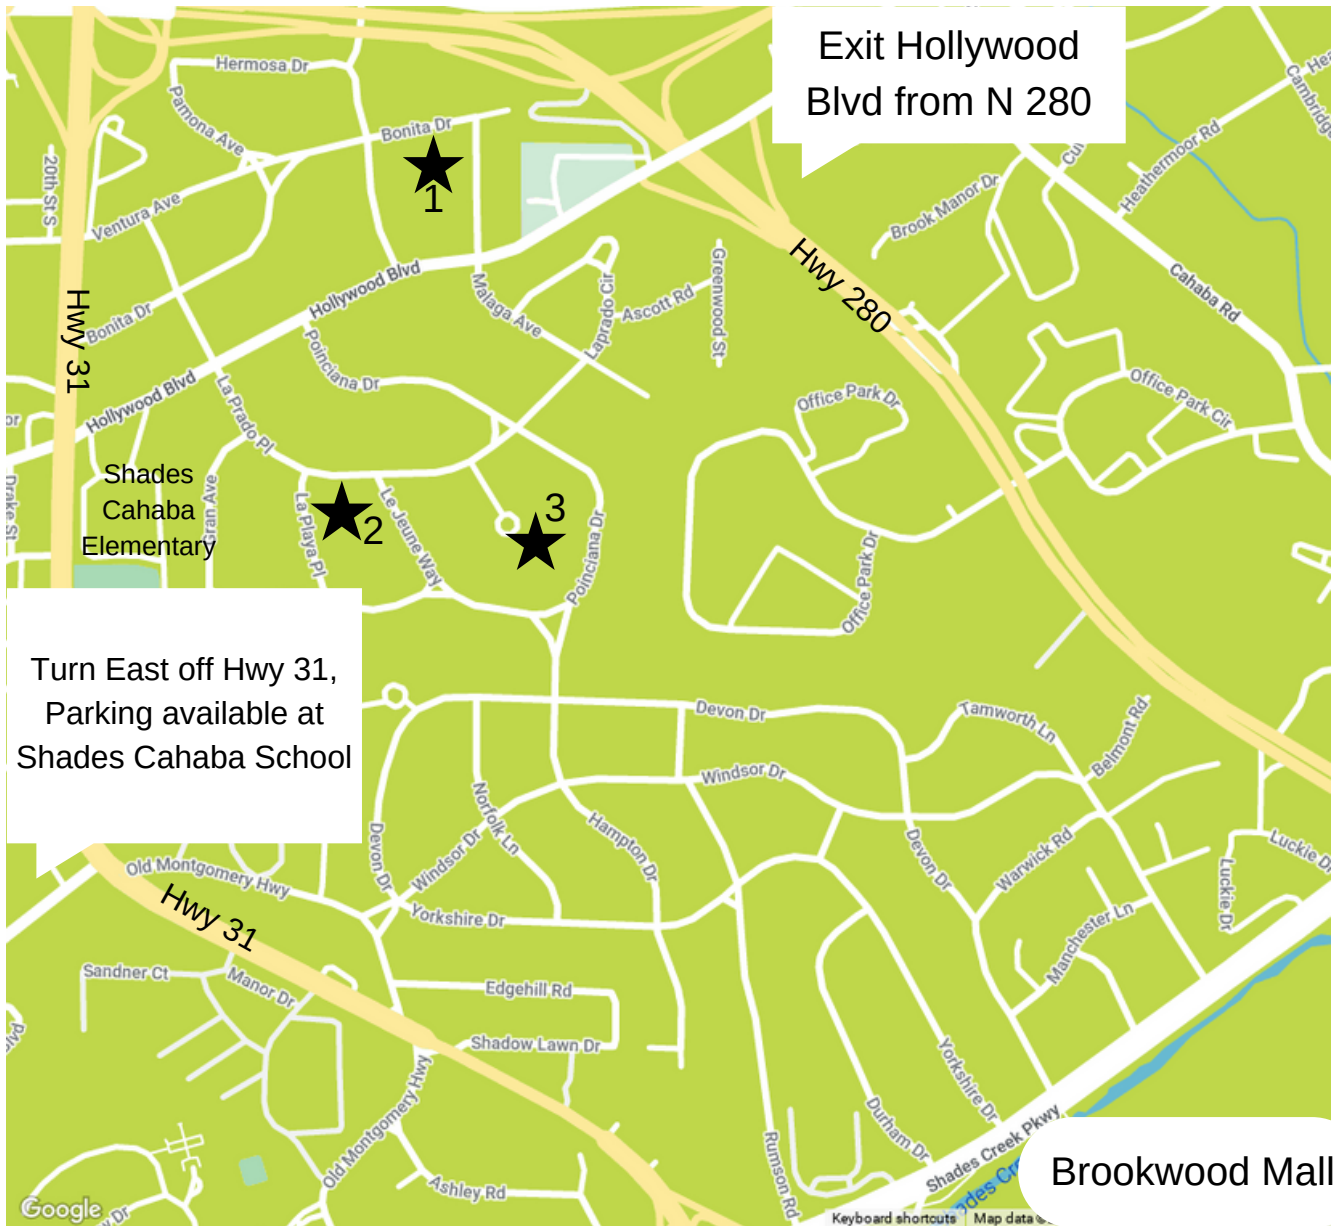 Exit Hollywood
Blvd from N 280
Hermosa Dr
Pamona Ave
Bonita Dr
1
20th St S
Ventura Ave
Heathermoor Rd
Cambridge
Brook Manor Dr
Hwy 280
Cahaba Rd
Hwy 31
Bonita Dr
Hollywood Blvd
Malaga Ave
Laprado Cir
Ascott Rd
Greenwood St
Poinciana Dr
Hollywood Blvd
La Prado Pl
Office Park Dr
Office Park Cir
Shades
Cahaba
Elementary
Drake St
Gran Ave
La Playa Pl
2
Le Jeune Way
3
Poinciana Dr
Office Park Dr
Turn East off Hwy 31,
Parking available at
Shades Cahaba School
Devon Dr
Tamworth Ln
Belmont Rd
Windsor Dr
Norfolk Ln
Hampton Dr
Devon Dr
Windsor Dr
Devon Dr
Warwick Rd
Luckie Dr
Luckie Dr
Old Montgomery Hwy
Hwy 31
Yorkshire Dr
Manchester Ln
Sandner Ct
Manor Dr
Edgehill Rd
Shadow Lawn Dr
Old Montgomery Hwy
Yorkshire Dr
Durham Dr
Rumson Rd
Shades Creek Pkwy
Ashley Rd
Brookwood Mall
Google
Keyboard shortcuts
Map data ©